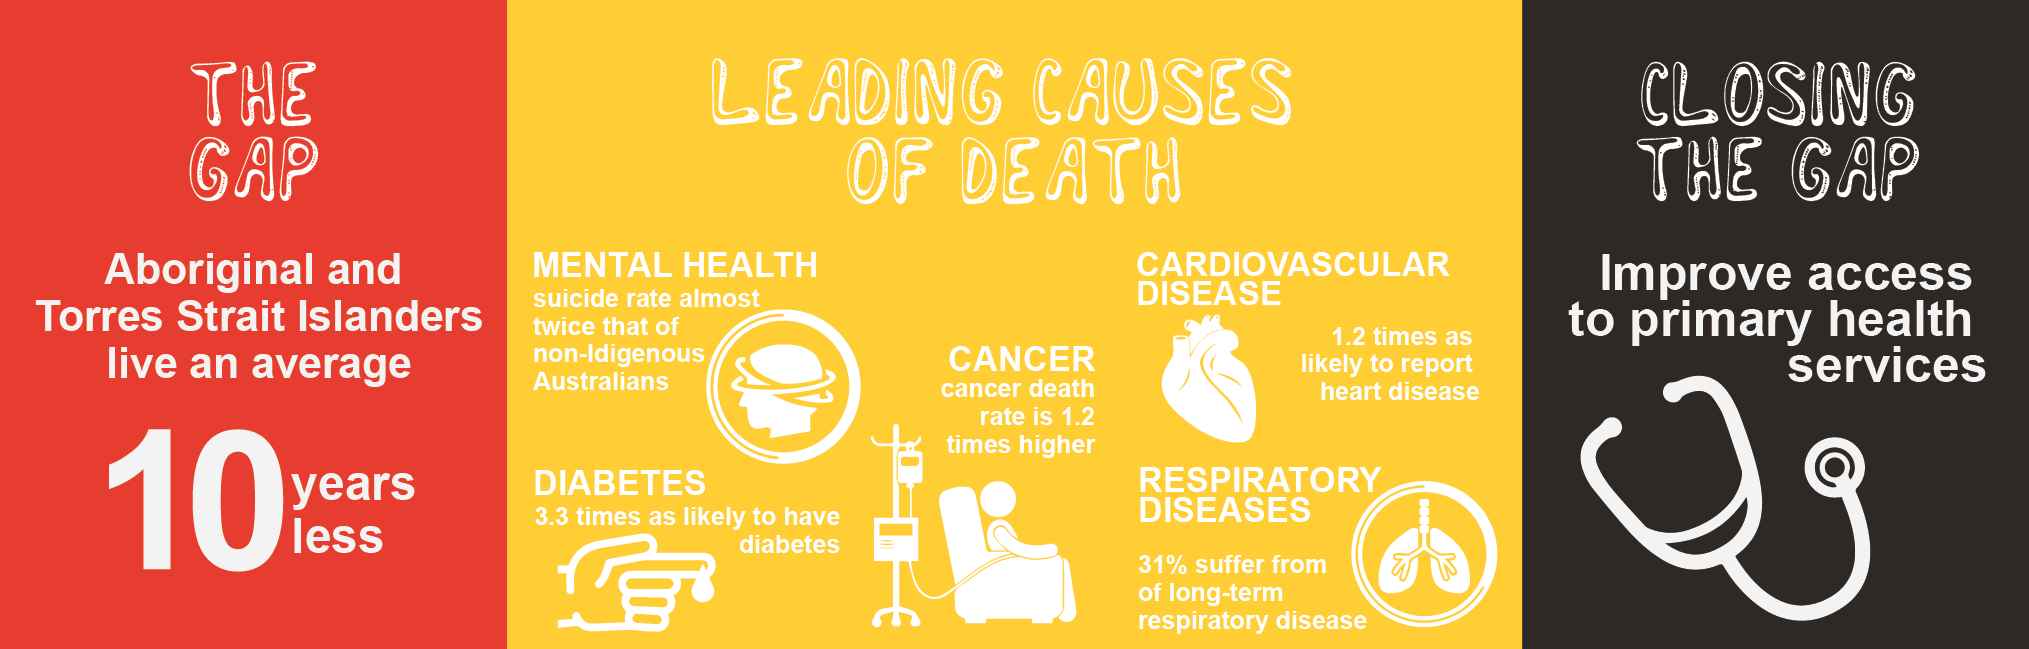 THE
GAP
Aboriginal and
Torres Strait Islanders
live an average
10 years
less
LEADING CAUSES
OF DEATH
MENTAL HEALTH
suicide rate almost
twice that of
non-Idigenous
Australians
DIABETES
3.3 times as likely to have
diabetes
CANCER
cancer death
rate is 1.2
times higher
CARDIOVASCULAR
DISEASE
1.2 times as
likely to report
heart disease
RESPIRATORY
DISEASES
31% suffer from
of long-term
respiratory disease
CLOSING
THE GAP
Improve access
to primary health
services